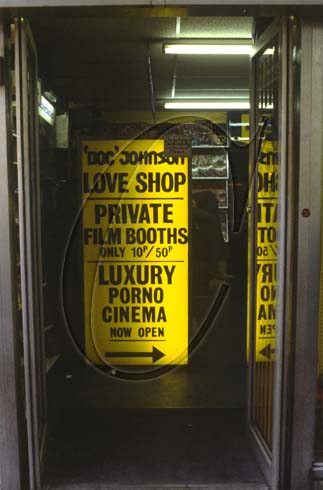 "DOC" JOHNSON
LOVE SHOP
PRIVATE
FILM BOOTHS
ONLY 10P/50P
LUXURY
PORNO
CINEMA
NOW OPEN